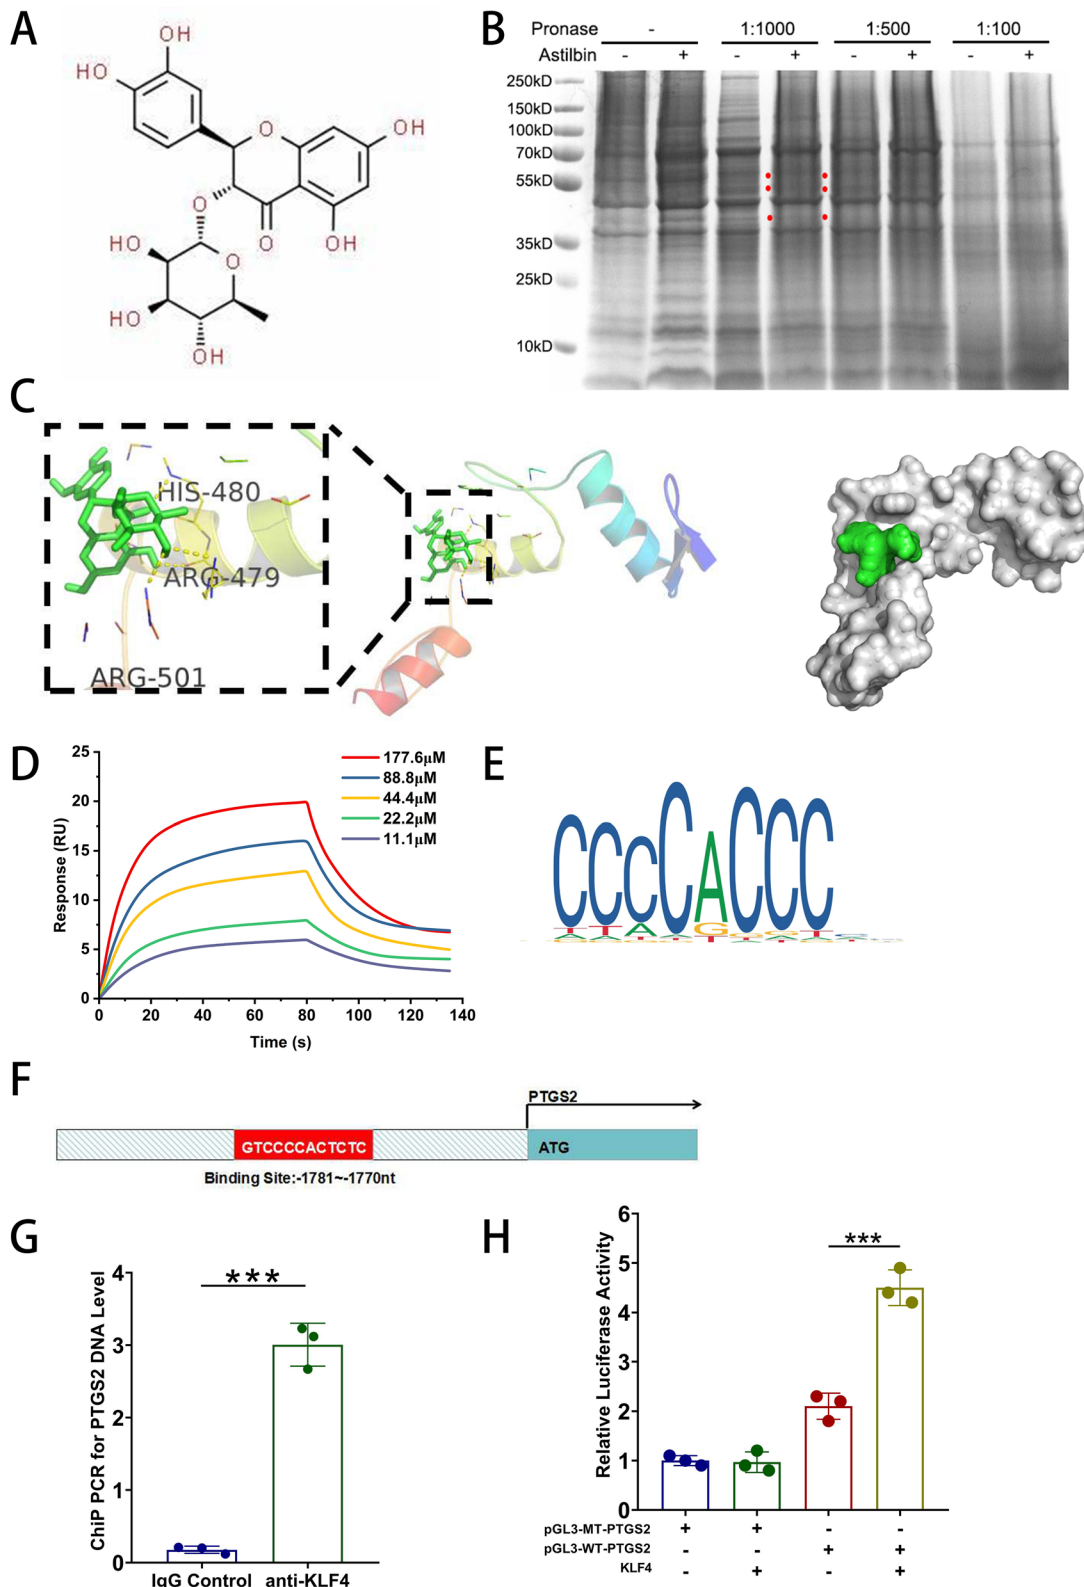 A
OH
HO
HO
O
OH
O
O
OH
HO
O
HO
OH
B
Pronase - 1:1000 1:500 1:100
Astilbin - + - + - + - +
250kD
150kD
100kD
70kD
55kD
35kD
25kD
10kD
C
HIS-480
ARG-479
ARG-501
D
Response (RU)
25
20
15
10
5
0
0 20 40 60 80 100 120 140
Time (s)
177.6μM
88.8μM
44.4μM
22.2μM
11.1μM
E
CCCCACCC
F
PTGS2
GTCCCCACTCTC
ATG
Binding Site:-1781~-1770nt
G
ChiP PCR for PTGS2 DNA Level
4
3
2
1
0
***
IgG Control anti-KLF4
H
Relative Luciferase Activity
6
5
4
3
2
1
0
***
pGL3-MT-PTGS2 + + - -
pGL3-WT-PTGS2 - - + +
KLF4 - + - +